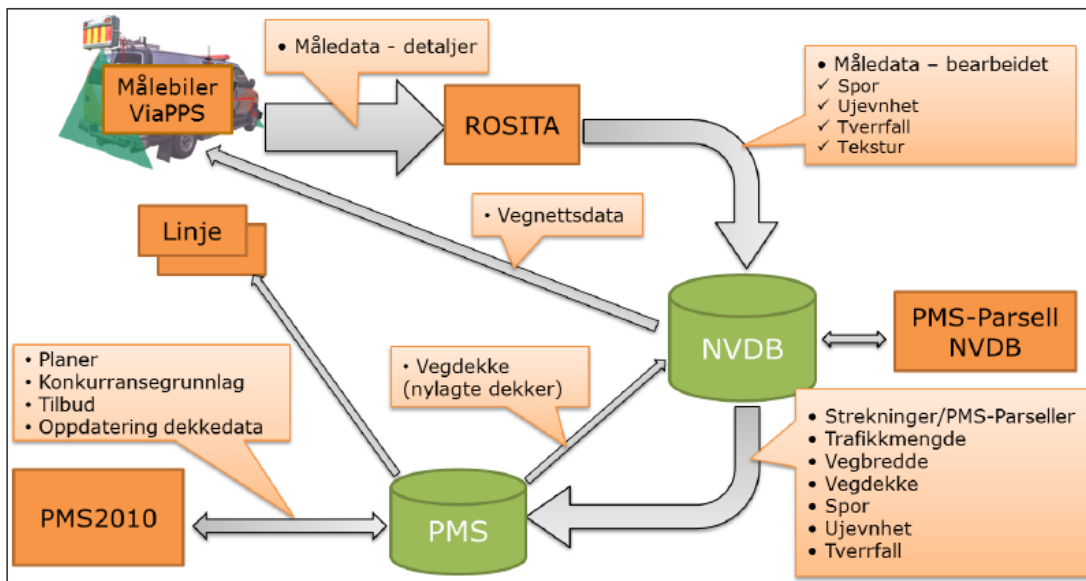 • Måledata - detaljer
Målebiler
ViaPPS
ROSITA
• Måledata – bearbeidet
✓ Spor
✓ Ujevnhet
✓ Tverrfall
✓ Tekstur
• Vegnettsdata
Linje
NVDB
PMS-Parsell
NVDB
• Planer
• Konkurransegrunnlag
• Tilbud
• Oppdatering dekkedata
• Vegdekke
(nylagte dekker)
• Strekninger/PMS-Parseller
• Trafikkmengde
• Vegbredde
• Vegdekke
• Spor
• Ujevnhet
• Tverrfall
PMS2010
PMS